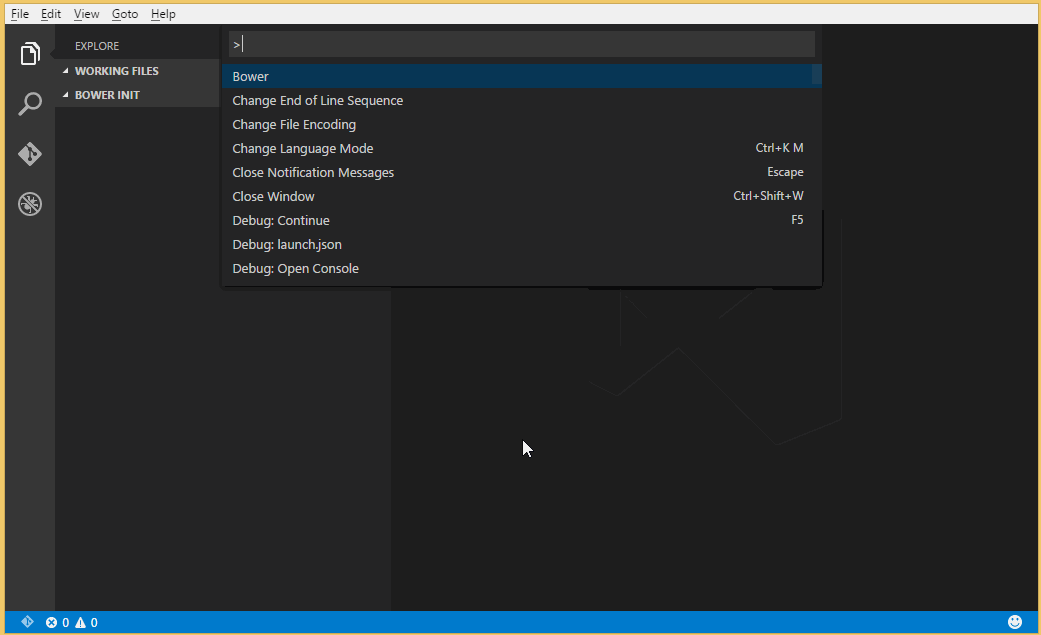 File Edit View Goto Help
EXPLORE
WORKING FILES
BOWER INIT
>
Bower
Change End of Line Sequence
Change File Encoding
Change Language Mode Ctrl+K M
Close Notification Messages Escape
Close Window Ctrl+Shift+W
Debug: Continue F5
Debug: launch.json
Debug: Open Console
0 0